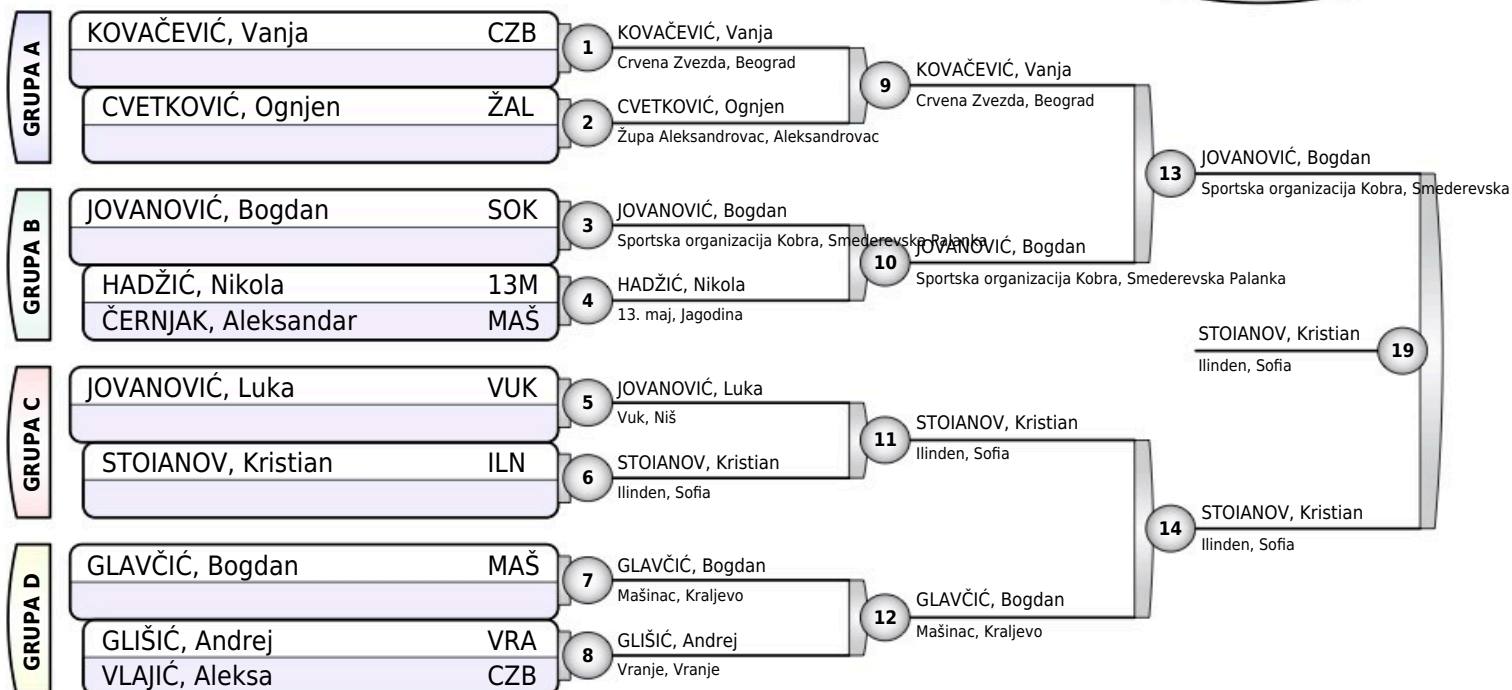 GRUPA A
KOVAČEVIĆ, Vanja CZB
CVETKOVIĆ, Ognjen ŽAL
1
KOVAČEVIĆ, Vanja
Crvena Zvezda, Beograd
2
CVETKOVIĆ, Ognjen
Župa Aleksandrovac, Aleksandrovac
9
KOVAČEVIĆ, Vanja
Crvena Zvezda, Beograd
GRUPA B
JOVANOVIĆ, Bogdan SOK
HADŽIĆ, Nikola 13M
ČERNJAK, Aleksandar MAŠ
3
JOVANOVIĆ, Bogdan
Sportska organizacija Kobra, Smederevska Palanka
4
HADŽIĆ, Nikola
13. maj, Jagodina
10
JOVANOVIĆ, Bogdan
Sportska organizacija Kobra, Smederevska Palanka
13
JOVANOVIĆ, Bogdan
Sportska organizacija Kobra, Smederevska
GRUPA C
JOVANOVIĆ, Luka VUK
STOIANOV, Kristian ILN
5
JOVANOVIĆ, Luka
Vuk, Niš
6
STOIANOV, Kristian
Ilinden, Sofia
11
STOIANOV, Kristian
Ilinden, Sofia
GRUPA D
GLAVČIĆ, Bogdan MAŠ
GLIŠIĆ, Andrej VRA
VLAJIĆ, Aleksa CZB
7
GLAVČIĆ, Bogdan
Mašinac, Kraljevo
8
GLIŠIĆ, Andrej
Vranje, Vranje
12
GLAVČIĆ, Bogdan
Mašinac, Kraljevo
14
STOIANOV, Kristian
Ilinden, Sofia
STOIANOV, Kristian
Ilinden, Sofia
19